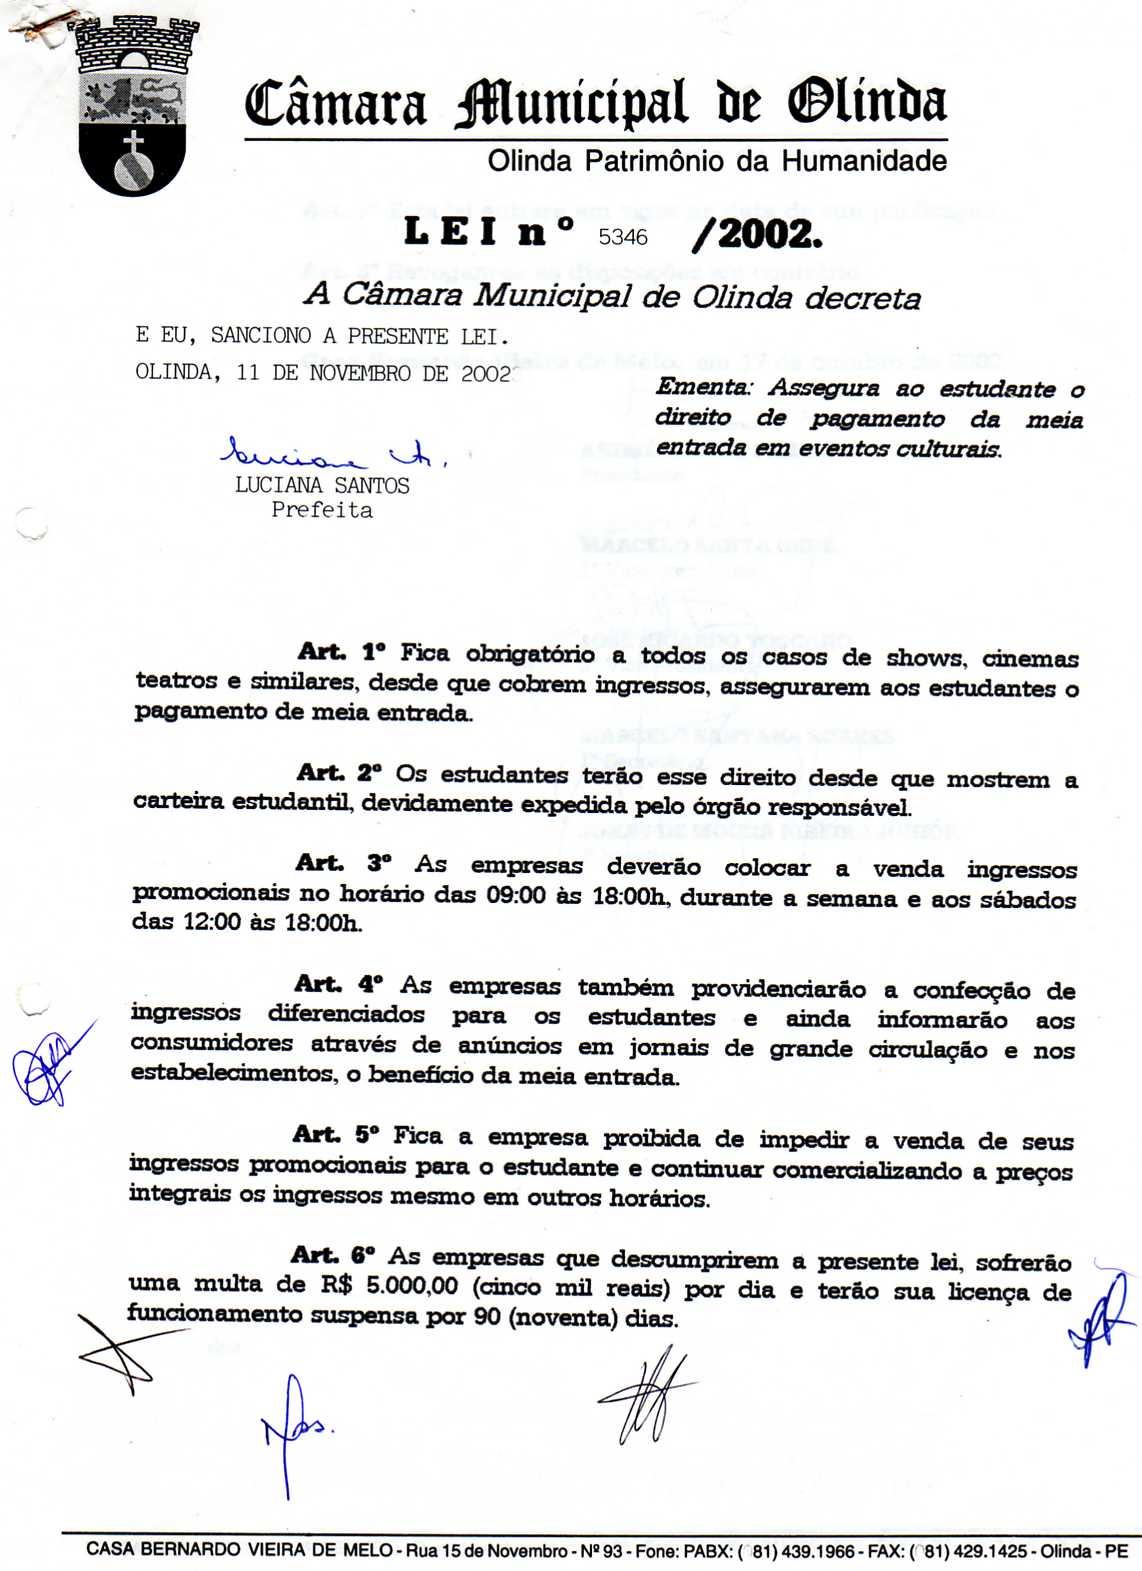 Câmara Municipal de Olinda
Olinda Patrimônio da Humanidade
LEI nº 5346 /2002.
A Câmara Municipal de Olinda decreta
E EU, SANCIONO A PRESENTE LEI.
OLINDA, 11 DE NOVEMBRO DE 2002
Ementa: Assegura ao estudante o
direito de pagamento da meia
entrada em eventos culturais.
LUCIANA SANTOS
Prefeita
Art. 1º Fica obrigatório a todos os casos de shows, cinemas
teatros e similares, desde que cobrem ingressos, assegurarem aos estudantes o
pagamento de meia entrada.
Art. 2º Os estudantes terão esse direito desde que mostrem a
carteira estudantil, devidamente expedida pelo órgão responsável.
Art. 3º As empresas deverão colocar a venda ingressos
promocionais no horário das 09:00 às 18:00h, durante a semana e aos sábados
das 12:00 às 18:00h.
Art. 4º As empresas também providenciarão a confecção de
ingressos diferenciados para os estudantes e ainda informarão aos
consumidores através de anúncios em jornais de grande circulação e nos
estabelecimentos, o benefício da meia entrada.
Art. 5º Fica a empresa proibida de impedir a venda de seus
ingressos promocionais para o estudante e continuar comercializando a preços
integrais os ingressos mesmo em outros horários.
Art. 6º As empresas que descumprirem a presente lei, sofrerão
uma multa de R$ 5.000,00 (cinco mil reais) por dia e terão sua licença de
funcionamento suspensa por 90 (noventa) dias.
CASA BERNARDO VIEIRA DE MELO - Rua 15 de Novembro - Nº 93 - Fone: PABX: ( 81) 439.1966 - FAX: ( 81) 429.1425 - Olinda - PE